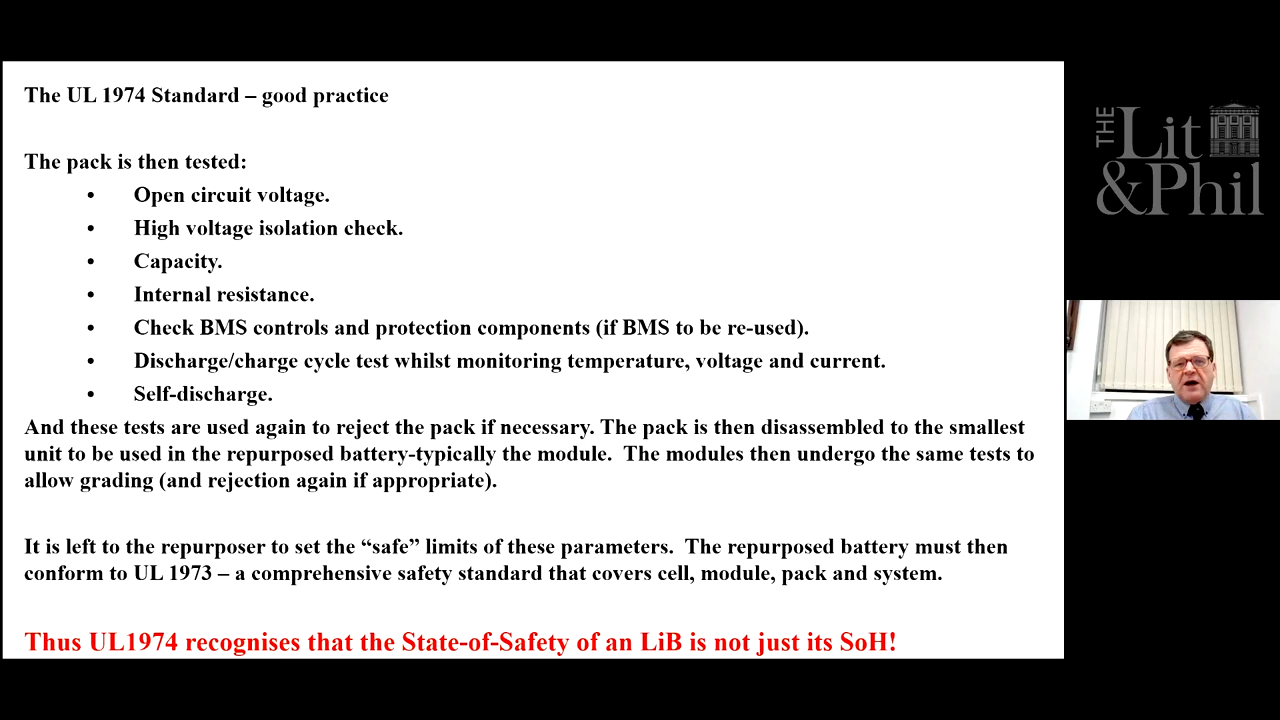 The UL 1974 Standard – good practice
The pack is then tested:
• Open circuit voltage.
• High voltage isolation check.
• Capacity.
• Internal resistance.
• Check BMS controls and protection components (if BMS to be re-used).
• Discharge/charge cycle test whilst monitoring temperature, voltage and current.
• Self-discharge.
And these tests are used again to reject the pack if necessary. The pack is then disassembled to the smallest
unit to be used in the repurposed battery-typically the module.  The modules then undergo the same tests to
allow grading (and rejection again if appropriate).
It is left to the repurposer to set the “safe” limits of these parameters.  The repurposed battery must then
conform to UL 1973 – a comprehensive safety standard that covers cell, module, pack and system.
Thus UL1974 recognises that the State-of-Safety of an LiB is not just its SoH!
THE
Lit
&Phil